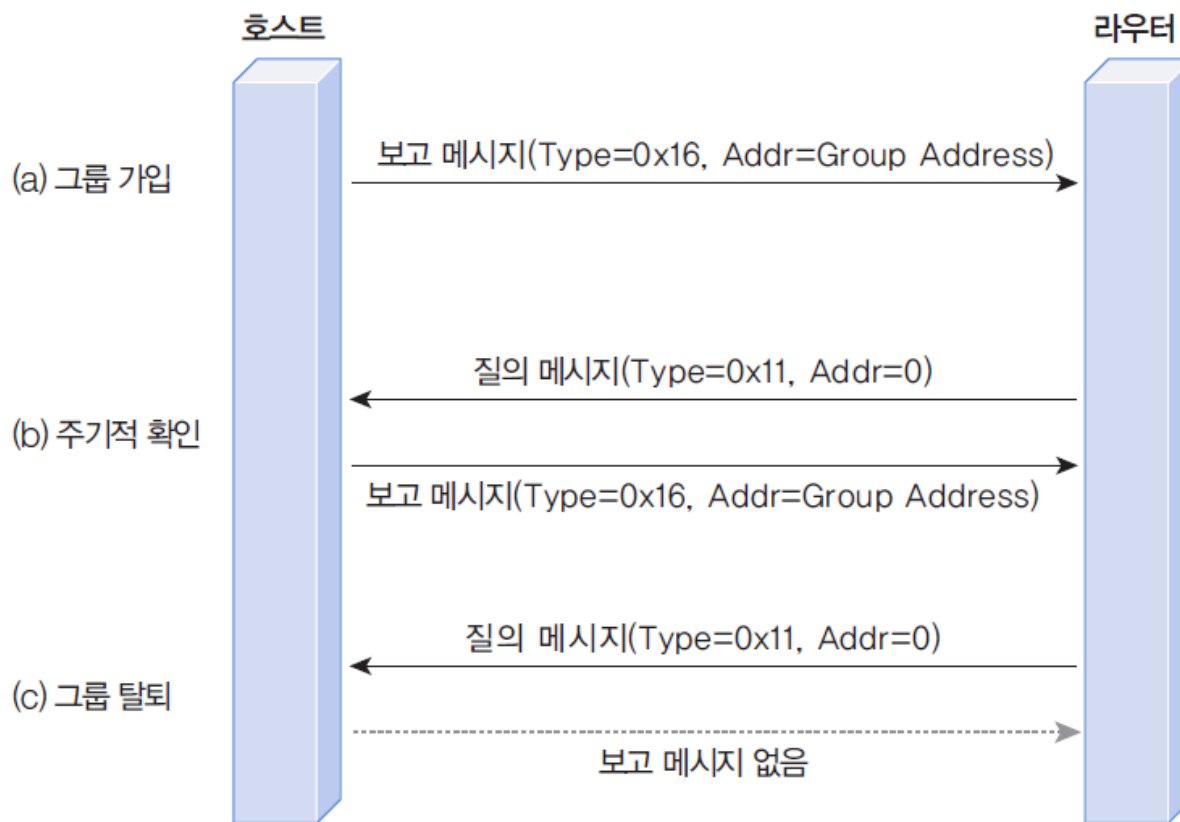 호스트
라우터
보고 메시지(Type=0x16, Addr=Group Address)
(a) 그룹 가입
질의 메시지(Type=0x11, Addr=0)
(b) 주기적 확인
보고 메시지(Type=0x16, Addr=Group Address)
질의 메시지(Type=0x11, Addr=0)
(c) 그룹 탈퇴
보고 메시지 없음